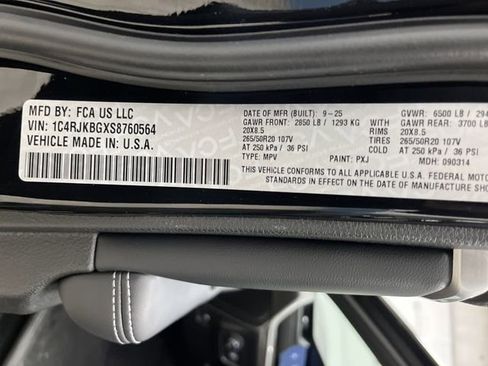 MFD BY: FCA US LLC
VIN: 1C4RJKBGXS8760564
VEHICLE MADE IN: U.S.A.
DATE OF MFR (BUILT): 9-25 GVWR: 6500 LB / 294
GAWR FRONT: 2850 LB / 1293 KG WITH GAWR REAR: 3700 LB
20X8.5 RIMS 20X8.5
265/50R20 107V TIRES 265/50R20 107V
AT 250 kPa / 36 PSI COLD AT 250 kPa / 36 PSI
TYPE: MPV PAINT: PXJ MDH: 090314
THIS VEHICLE CONFORMS TO ALL APPLICABLE U.S.A. FEDERAL MOTO
STANDARDS IN EFFECT ON THE DATE OF MANUFACTURE SHO